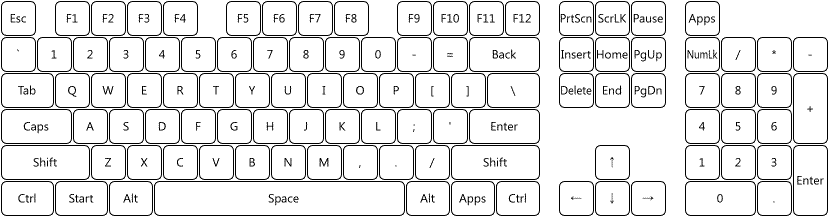 Esc F1 F2 F3 F4 F5 F6 F7 F8 F9 F10 F11 F12 PrtScn ScrLK Pause Apps
` 1 2 3 4 5 6 7 8 9 0 - = Back Insert Home PgUp NumLk / * -
Tab Q W E R T Y U I O P [ ] \ Delete End PgDn 7 8 9 +
Caps A S D F G H J K L ; ' Enter 4 5 6
Shift Z X C V B N M , . / Shift ↑ 1 2 3 Enter
Ctrl Start Alt Space Alt Apps Ctrl ← ↓ → 0 .